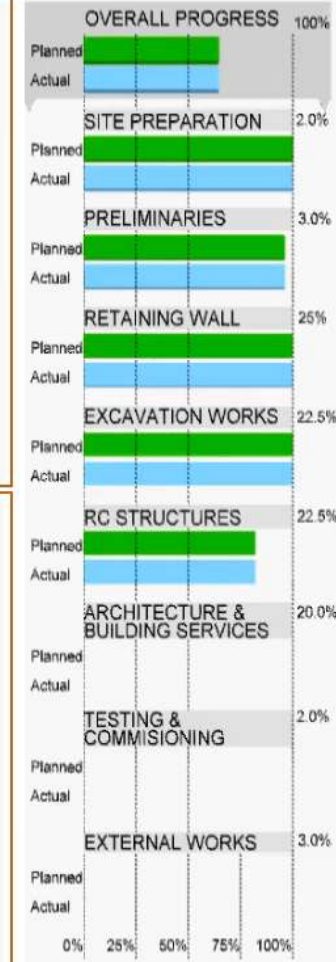 OVERALL PROGRESS 100%
Planned
Actual
SITE PREPARATION 2.0%
Planned
Actual
PRELIMINARIES 3.0%
Planned
Actual
RETAINING WALL 25%
Planned
Actual
EXCAVATION WORKS 22.5%
Planned
Actual
RC STRUCTURES 22.5%
Planned
Actual
ARCHITECTURE & 20.0%
BUILDING SERVICES
Planned
Actual
TESTING & 2.0%
COMMISIONING
Planned
Actual
EXTERNAL WORKS 3.0%
Planned
Actual
0% 25% 50% 75% 100%